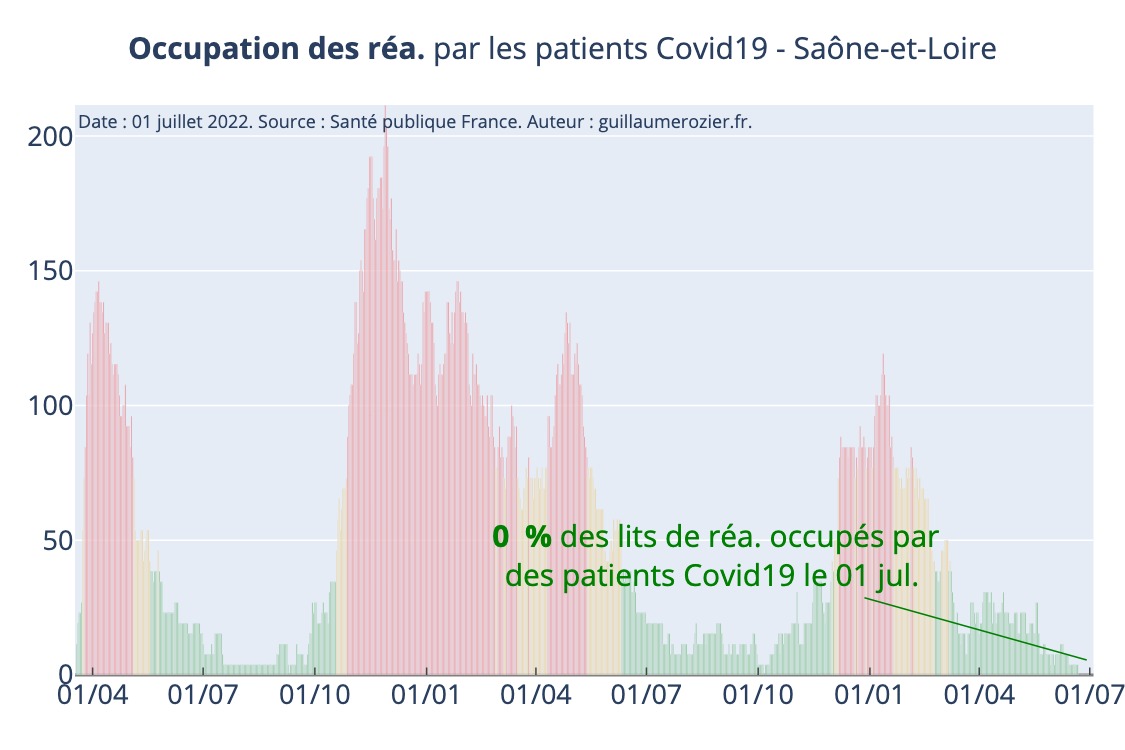 Occupation des réa. par les patients Covid19 - Saône-et-Loire
Date : 01 juillet 2022. Source : Santé publique France. Auteur : guillaumerozier.fr.
200
150
100
50
0
0 % des lits de réa. occupés par
des patients Covid19 le 01 jul.
01/04 01/07 01/10 01/01 01/04 01/07 01/10 01/01 01/04 01/07